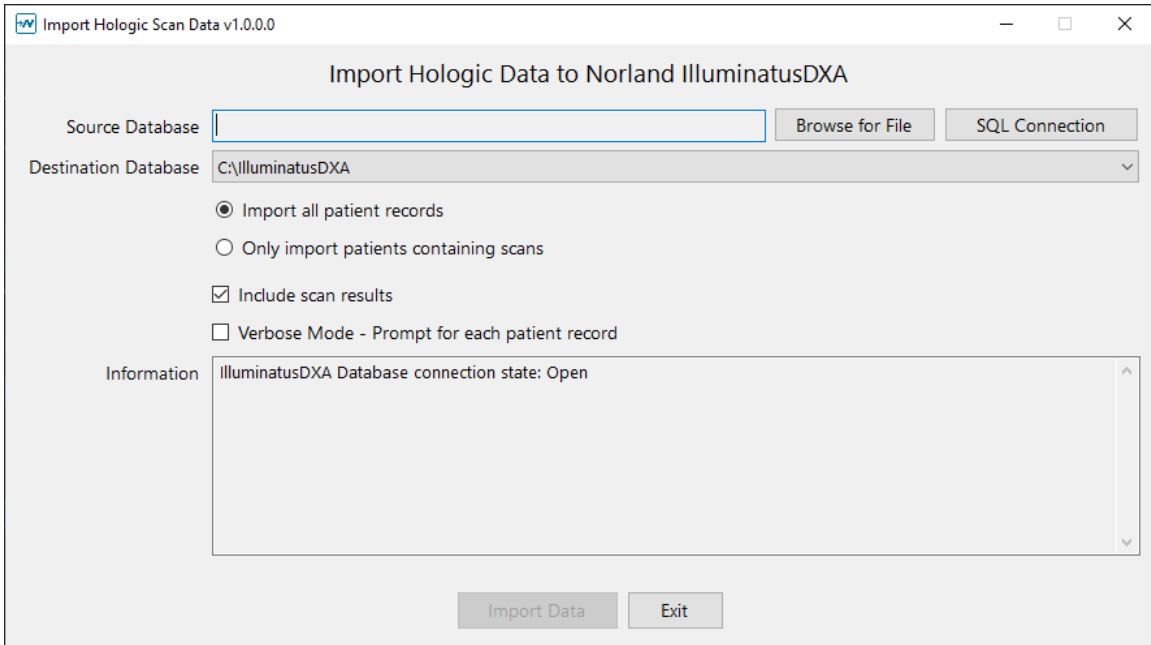 Import Hologic Scan Data v1.0.0.0
Import Hologic Data to Norland IlluminatusDXA
Source Database Browse for File SQL Connection
Destination Database C:\IlluminatusDXA
Import all patient records
Only import patients containing scans
Include scan results
Verbose Mode - Prompt for each patient record
Information IlluminatusDXA Database connection state: Open
Import Data Exit